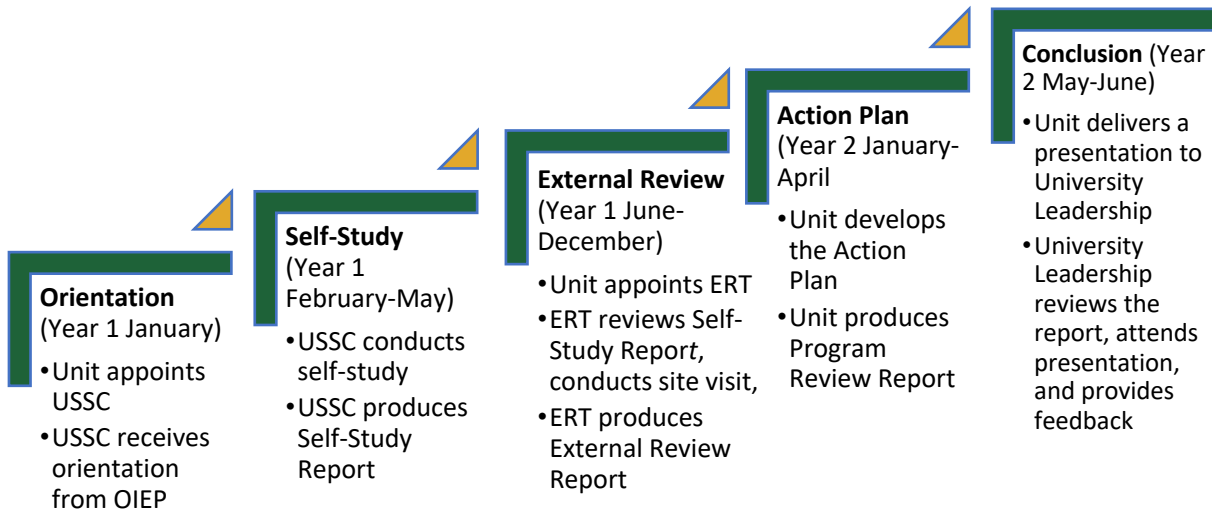 Orientation
(Year 1 January)
•Unit appoints
USSC
•USSC receives
orientation
from OIEP
Self-Study
(Year 1
February-May)
•USSC conducts
self-study
•USSC produces
Self-Study
Report
External Review
(Year 1 June-
December)
•Unit appoints ERT
•ERT reviews Self-
Study Report,
conducts site visit,
•ERT produces
External Review
Report
Action Plan
(Year 2 January-
April
•Unit develops
the Action
Plan
•Unit produces
Program
Review Report
Conclusion (Year
2 May-June)
•Unit delivers a
presentation to
University
Leadership
•University
Leadership
reviews the
report, attends
presentation,
and provides
feedback